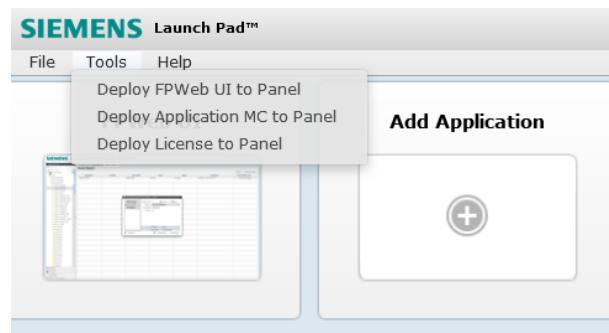 SIEMENS Launch Pad™
File Tools Help
Deploy FPWeb UI to Panel
Deploy Application MC to Panel
Deploy License to Panel
Add Application